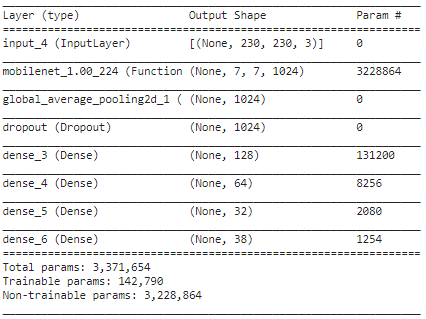 Layer (type) Output Shape Param #
input_4 (InputLayer) [(None, 230, 230, 3)] 0
mobilenet_1.00_224 (Function (None, 7, 7, 1024) 3228864
global_average_pooling2d_1 ( (None, 1024) 0
dropout (Dropout) (None, 1024) 0
dense_3 (Dense) (None, 128) 131200
dense_4 (Dense) (None, 64) 8256
dense_5 (Dense) (None, 32) 2080
dense_6 (Dense) (None, 38) 1254
Total params: 3,371,654
Trainable params: 142,790
Non-trainable params: 3,228,864